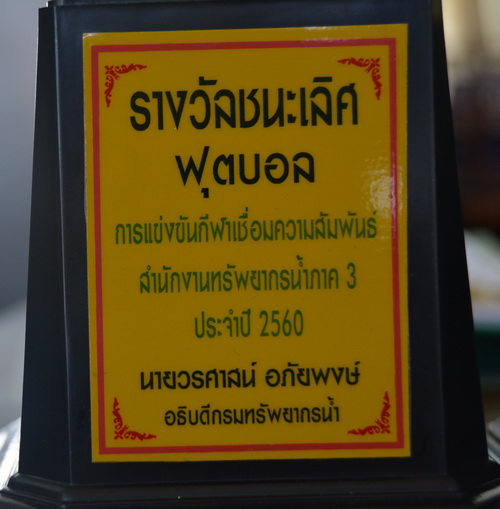 รางวัลชนะเลิศ
ฟุตบอล
การแข่งขันกีฬาเชื่อมความสัมพันธ์
สำนักงานทรัพยากรน้ำภาค 3
ประจำปี 2560
นายวรศาสน์ อภัยพงษ์
อธิบดีกรมทรัพยากรน้ำ